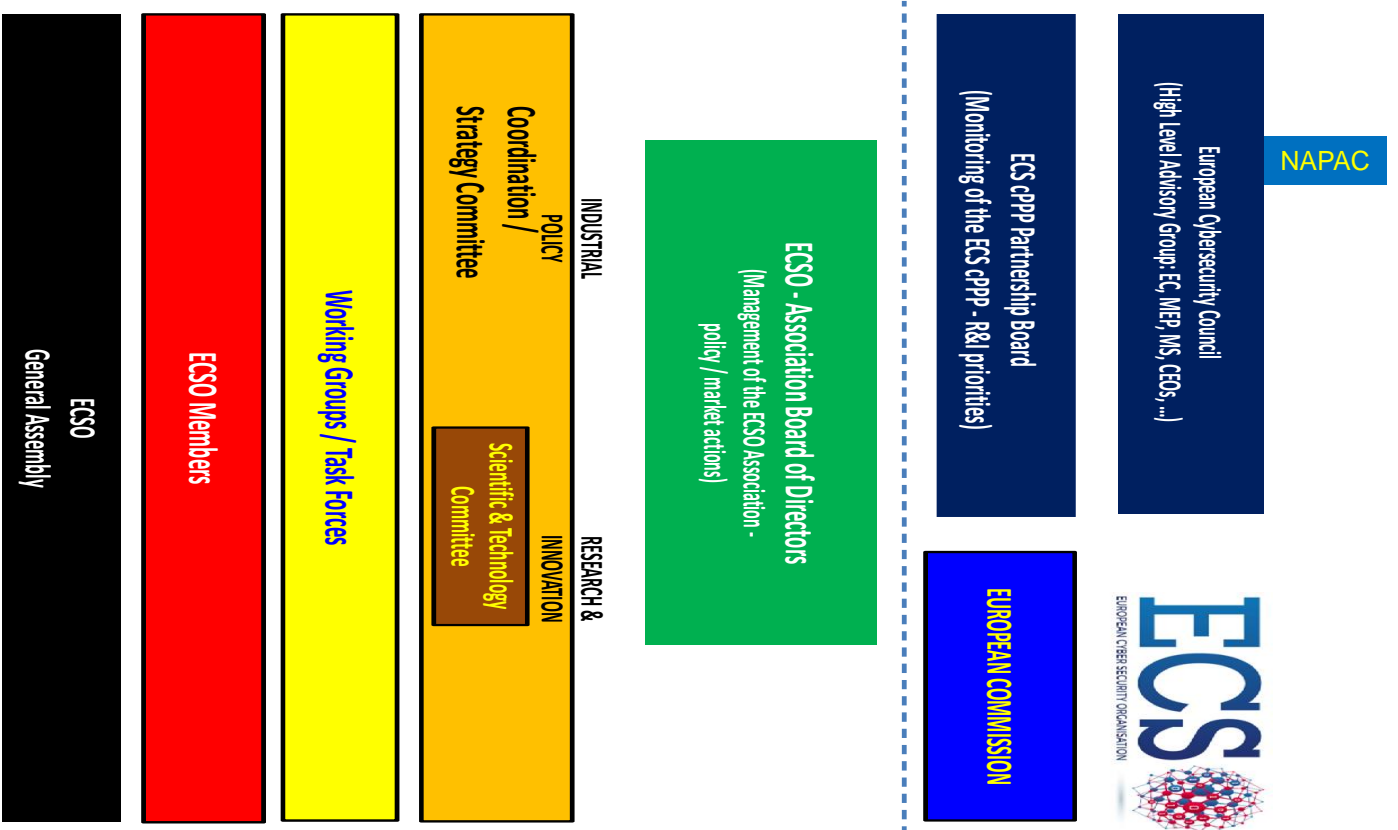 NAPAC
European Cybersecurity Council
(High Level Advisory Group: EC, MEP, MS, CEOs, ...)
ECS
EUROPEAN CYBER SECURITY ORGANISATION
ECS cPPP Partnership Board
(Monitoring of the ECS cPPP - R&I priorities)
EUROPEAN COMMISSION
ECSO - Association Board of Directors
(Management of the ECSO Association -
policy / market actions)
INDUSTRIAL
POLICY
Coordination /
Strategy Committee
RESEARCH &
INNOVATION
Scientific & Technology
Committee
Working Groups / Task Forces
ECSO Members
ECSO
General Assembly